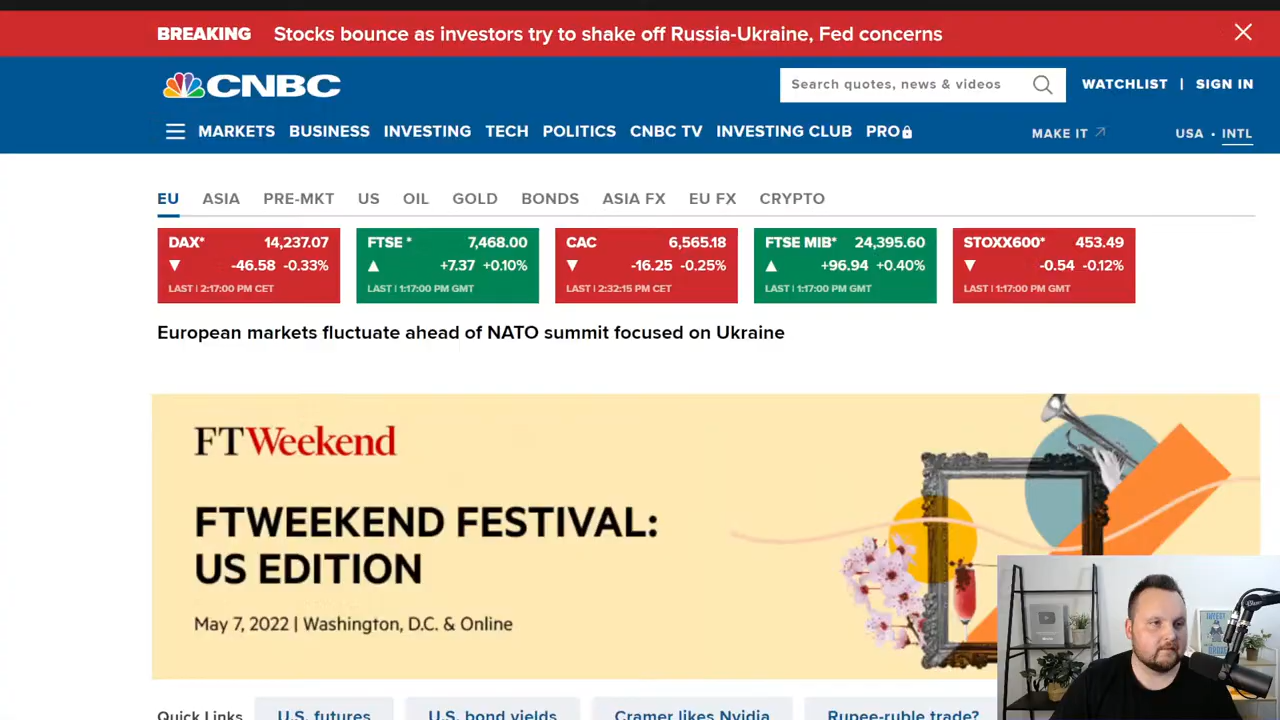 BREAKING Stocks bounce as investors try to shake off Russia-Ukraine, Fed concerns
CNBC
Search quotes, news & videos
WATCHLIST | SIGN IN
MARKETS BUSINESS INVESTING TECH POLITICS CNBC TV INVESTING CLUB PRO
MAKE IT
USA • INTL
EU ASIA PRE-MKT US OIL GOLD BONDS ASIA FX EU FX CRYPTO
DAX* 14,237.07
▼ -46.58 -0.33%
LAST | 2:17:00 PM CET
FTSE * 7,468.00
▲ +7.37 +0.10%
LAST | 1:17:00 PM GMT
CAC 6,565.18
▼ -16.25 -0.25%
LAST | 2:32:15 PM CET
FTSE MIB* 24,395.60
▲ +96.94 +0.40%
LAST | 1:17:00 PM GMT
STOXX600* 453.49
▼ -0.54 -0.12%
LAST | 1:17:00 PM GMT
European markets fluctuate ahead of NATO summit focused on Ukraine
FTWeekend
FTWEEKEND FESTIVAL:
US EDITION
May 7, 2022 | Washington, D.C. & Online
Quick Links U.S. futures U.S. bond yields Cramer likes Nvidia Rupee-ruble trade?